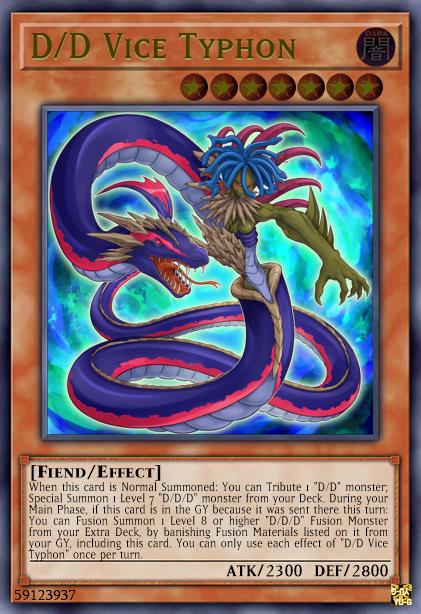 D/D Vice Typhon
DARK
闇
[Fiend/Effect]
When this card is Normal Summoned: You can Tribute 1 "D/D" monster;
Special Summon 1 Level 7 "D/D/D" monster from your Deck. During your
Main Phase, if this card is in the GY because it was sent there this turn:
You can Fusion Summon 1 Level 8 or higher "D/D/D" Fusion Monster
from your Extra Deck, by banishing Fusion Materials listed on it from
your GY, including this card. You can only use each effect of "D/D Vice
Typhon" once per turn.
ATK/2300 DEF/2800
59123937